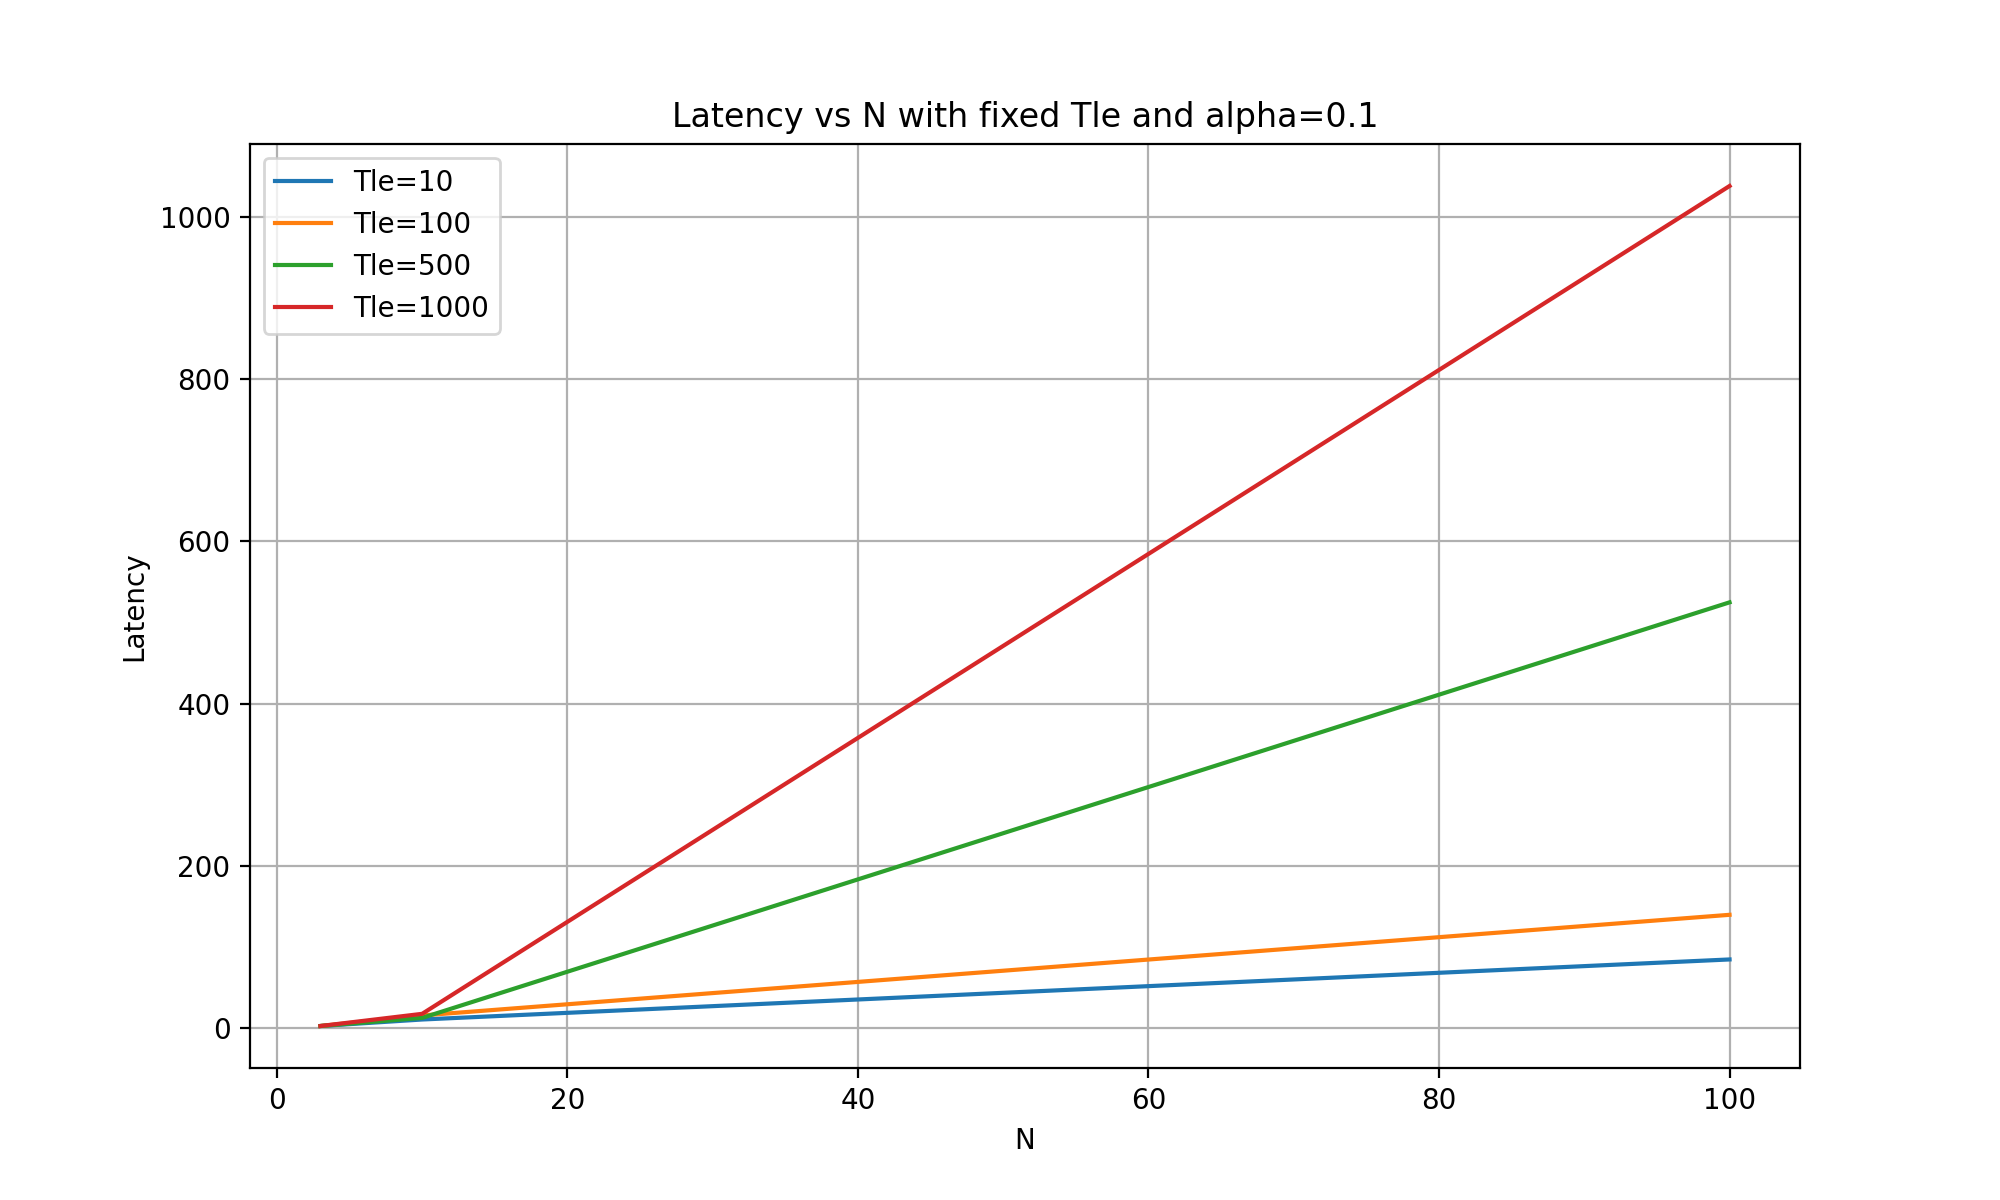 Latency vs N with fixed Tle and alpha=0.1
Tle=10
Tle=100
Tle=500
Tle=1000
1000
800
600
400
200
0
Latency
0 20 40 60 80 100
N